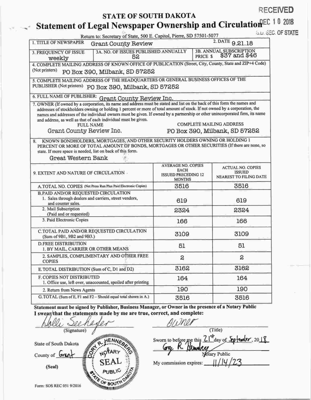 RECEIVED
DEC 10 2018
SEC. OF STATE
STATE OF SOUTH DAKOTA
Statement of Legal Newspaper Ownership and Circulation
Return to: Secretary of State, 500 E. Capitol, Pierre, SD 57501-5077
1. TITLE OF NEWSPAPER
Grant County Review
2. DATE
9.21.18
3. FREQUENCY OF ISSUE
weekly
3A. NO. OF ISSUES PUBLISHED ANNUALLY
52
3B. ANNUAL SUBSCRIPTION PRICE $ $37 and $46
4. COMPLETE MAILING ADDRESS OF KNOWN OFFICE OF PUBLICATION (Street, City, County, State and ZIP+4 Code)
(Not printers) PO Box 390, Milbank, SD 57252
5. COMPLETE MAILING ADDRESS OF THE HEADQUARTERS OR GENERAL BUSINESS OFFICES OF THE
PUBLISHER (Not printers) PO Box 390, Milbank, SD 57252
6. FULL NAME OF PUBLISHER:
Grant County Review Inc.
7. OWNER (If owned by a corporation, its name and address must be stated and list on the back of this form the names and
addresses of stockholders owning or holding 1 percent or more of total amount of stock. If not owned by a corporation, the
names and addresses of the individual owners must be given. If owned by a partnership or other unincorporated firm, its name
and address, as well as that of each individual must be given.
FULL NAME
COMPLETE MAILING ADDRESS
Grant County Review Inc.
PO Box 390, Milbank, SD 57252
8. KNOWN BONDHOLDERS, MORTGAGES, AND OTHER SECURITY HOLDERS OWNING OR HOLDING 1
PERCENT OR MORE OF TOTAL AMOUNT OF BONDS, MORTGAGES OR OTHER SECURITIES (If there are none, so
state. If more space is needed, list on back of this form.
Great Western Bank
9. EXTENT AND NATURE OF CIRCULATION
AVERAGE NO. COPIES
EACH
ISSUED PRECEDING 12
MONTHS
ACTUAL NO. COPIES
ISSUED
NEAREST TO FILING DATE
A. TOTAL NO. COPIES (Net Press Run Plus Paid Electronic Copies)
3516
3516
B. PAID AND/OR REQUESTED CIRCULATION
1. Sales through dealers and carriers, street vendors,
and counter sales.
619
619
2. Mail Subscription
(Paid and/or requested)
2324
2324
3. Paid Electronic Copies
166
166
C. TOTAL PAID AND/OR REQUESTED CIRCULATION
(Sum of 9B1, 9B2 and 9B3.)
3109
3109
D. FREE DISTRIBUTION
1. BY MAIL, CARRIER OR OTHER MEANS
51
51
2. SAMPLES, COMPLIMENTARY AND OTHER FREE
COPIES
2
2
E. TOTAL DISTRIBUTION (Sum of C, D1 and D2)
3162
3162
F. COPIES NOT DISTRIBUTED
1. Office use, left over, unaccounted, spoiled after printing
164
164
2. Return from News Agents
190
190
G. TOTAL (Sum of E, F1 and F2 - Should equal total shown in A.)
3516
3516
Statement must be signed by Publisher, Business Manager, or Owner in the presence of a Notary Public
I swear that the statements made by me are true, correct, and complete:
owner
(Signature)
(Title)
State of South Dakota
Sworn to before me this 21st day of September, 2018
County of Grant
Notary Public
(Seal)
My commission expires: 11/14/23
CORY R. HENNEBERG
NOTARY
SEAL
PUBLIC
STATE OF SOUTH DAKOTA
Form: SOS REC 051 9/2016